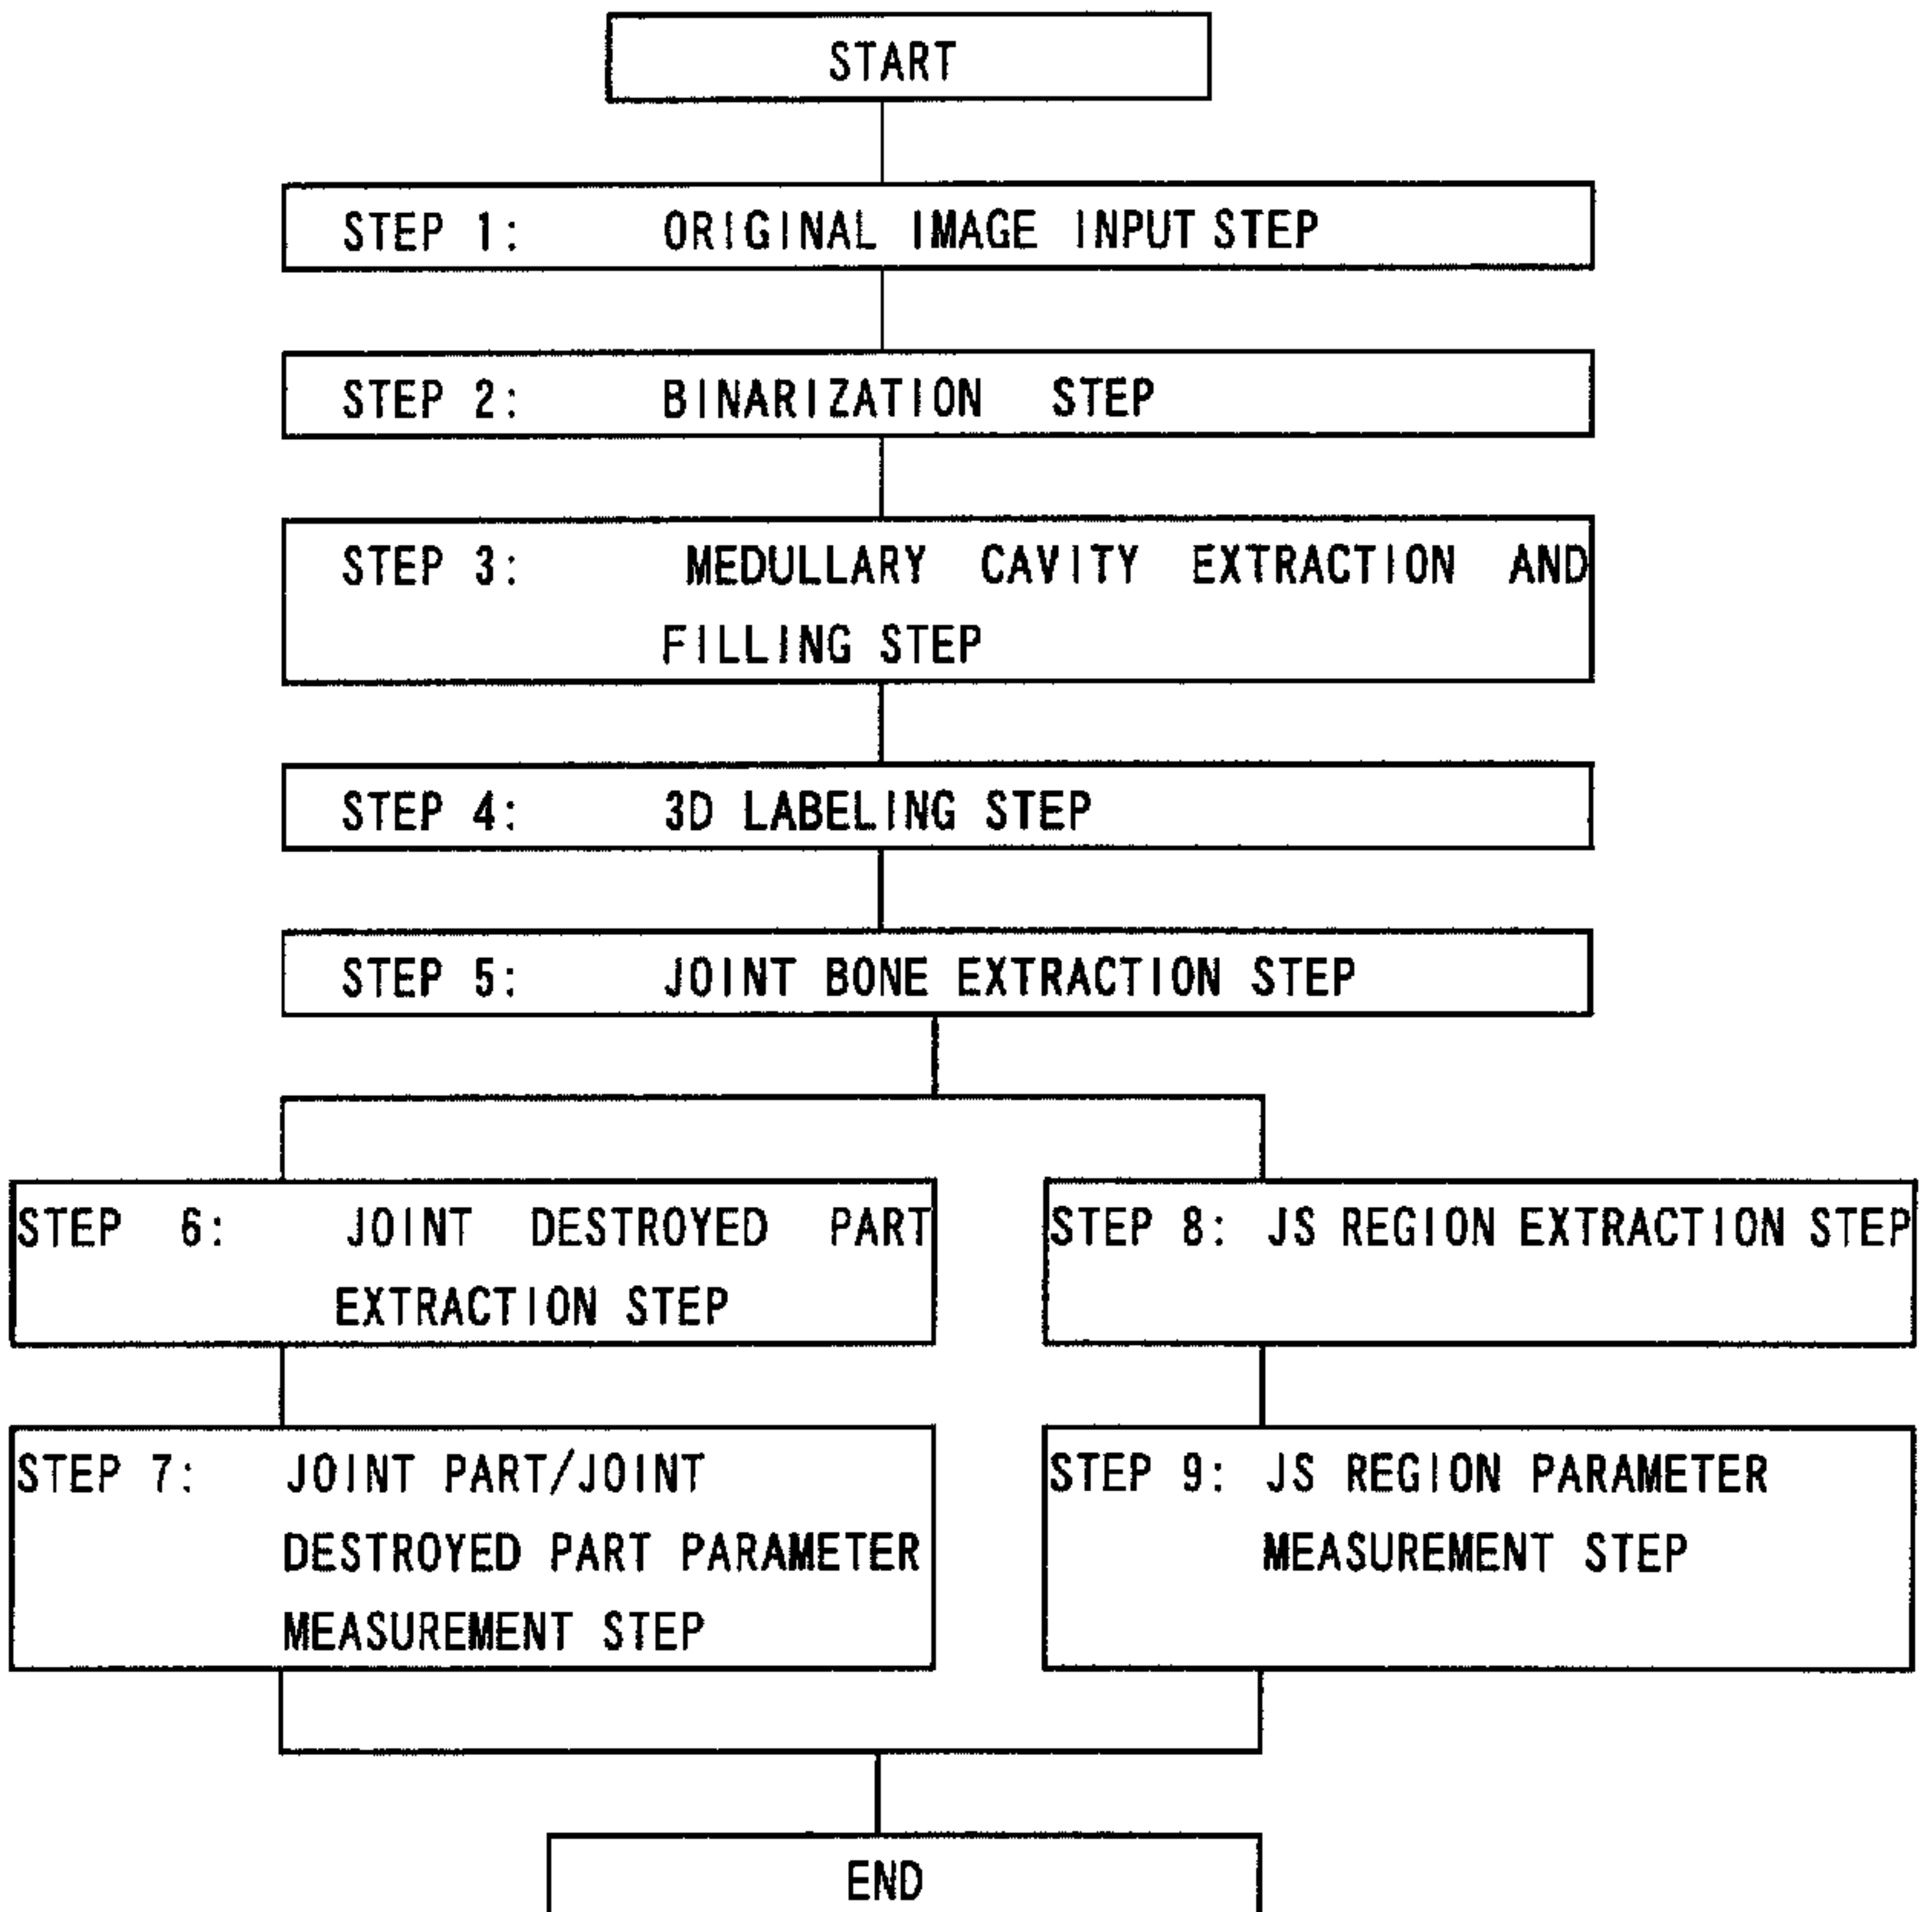 START
STEP 1: ORIGINAL IMAGE INPUT STEP
STEP 2: BINARIZATION STEP
STEP 3: MEDULLARY CAVITY EXTRACTION AND
FILLING STEP
STEP 4: 3D LABELING STEP
STEP 5: JOINT BONE EXTRACTION STEP
STEP 6: JOINT DESTROYED PART
EXTRACTION STEP
STEP 8: JS REGION EXTRACTION STEP
STEP 7: JOINT PART/JOINT
DESTROYED PART PARAMETER
MEASUREMENT STEP
STEP 9: JS REGION PARAMETER
MEASUREMENT STEP
END